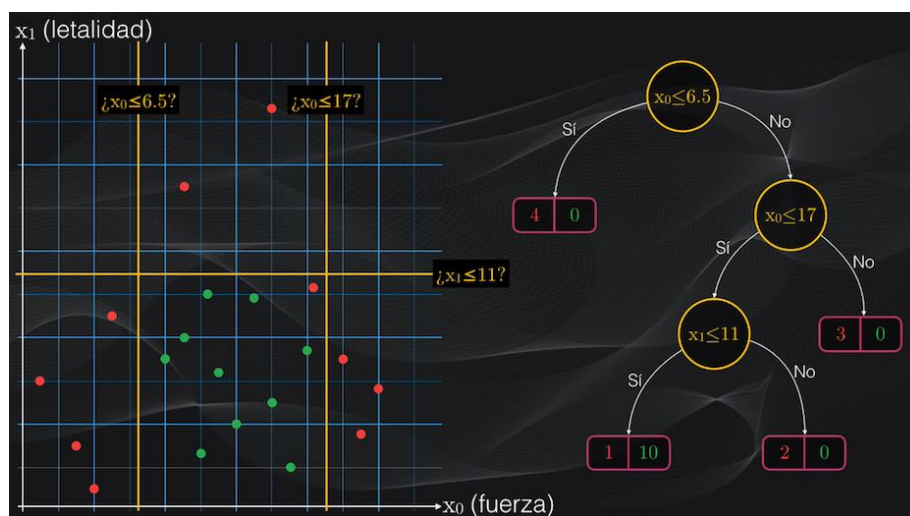 x₁ (letalidad)
¿x₀≤6.5?
¿x₀≤17?
¿x₁≤11?
x₀ (fuerza)
x₀≤6.5
Sí
No
4 0
x₀≤17
Sí
No
3 0
x₁≤11
Sí
No
1 10
2 0